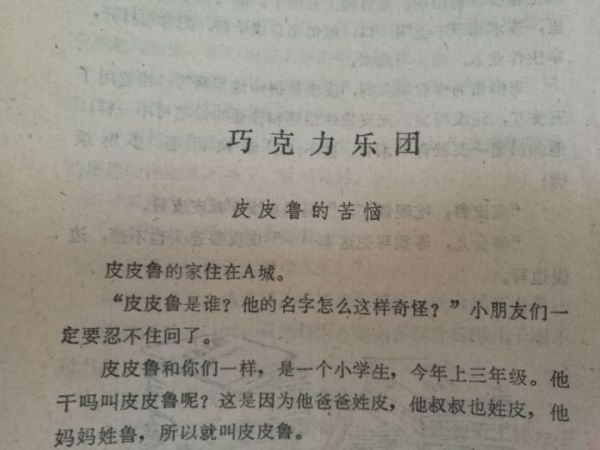 巧克力乐团
皮皮鲁的苦恼
皮皮鲁的家住在A城。
“皮皮鲁是谁？他的名字怎么这样奇怪？”小朋友们一
定要忍不住问了。
皮皮鲁和你们一样，是一个小学生，今年上三年级。他
干吗叫皮皮鲁呢？这是因为他爸爸姓皮，他叔叔也姓皮，他
妈妈姓鲁，所以就叫皮皮鲁。